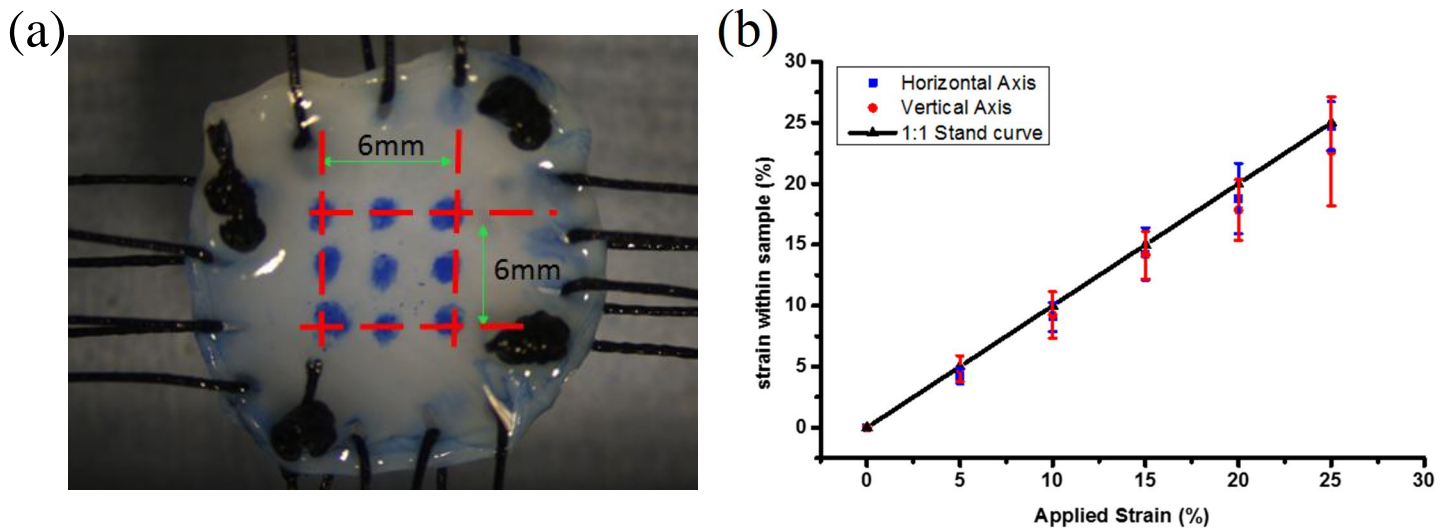 (a)
6mm
6mm
(b)
30
25
20
15
10
5
0
strain within sample (%)
Horizontal Axis
Vertical Axis
1:1 Stand curve
0 5 10 15 20 25 30
Applied Strain (%)